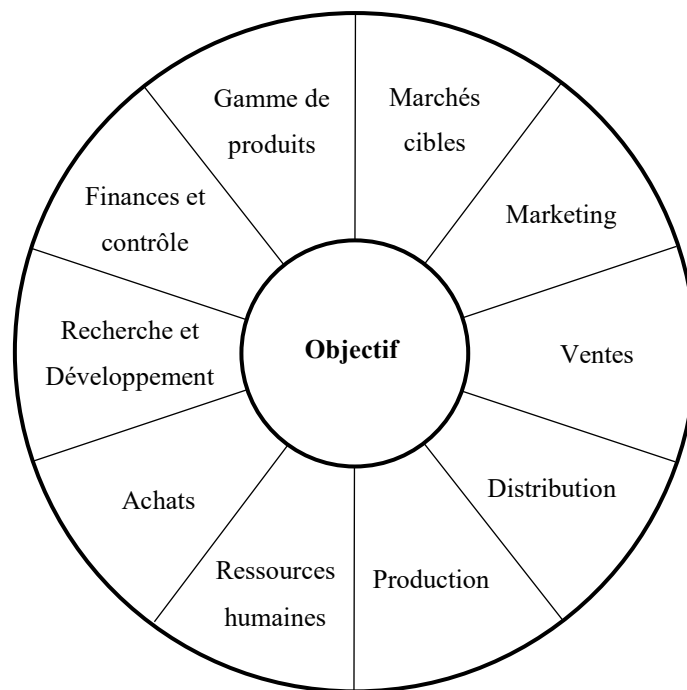 Gamme de
produits
Marchés
cibles
Marketing
Ventes
Distribution
Production
Ressources
humaines
Achats
Recherche et
Développement
Finances et
contrôle
Objectif